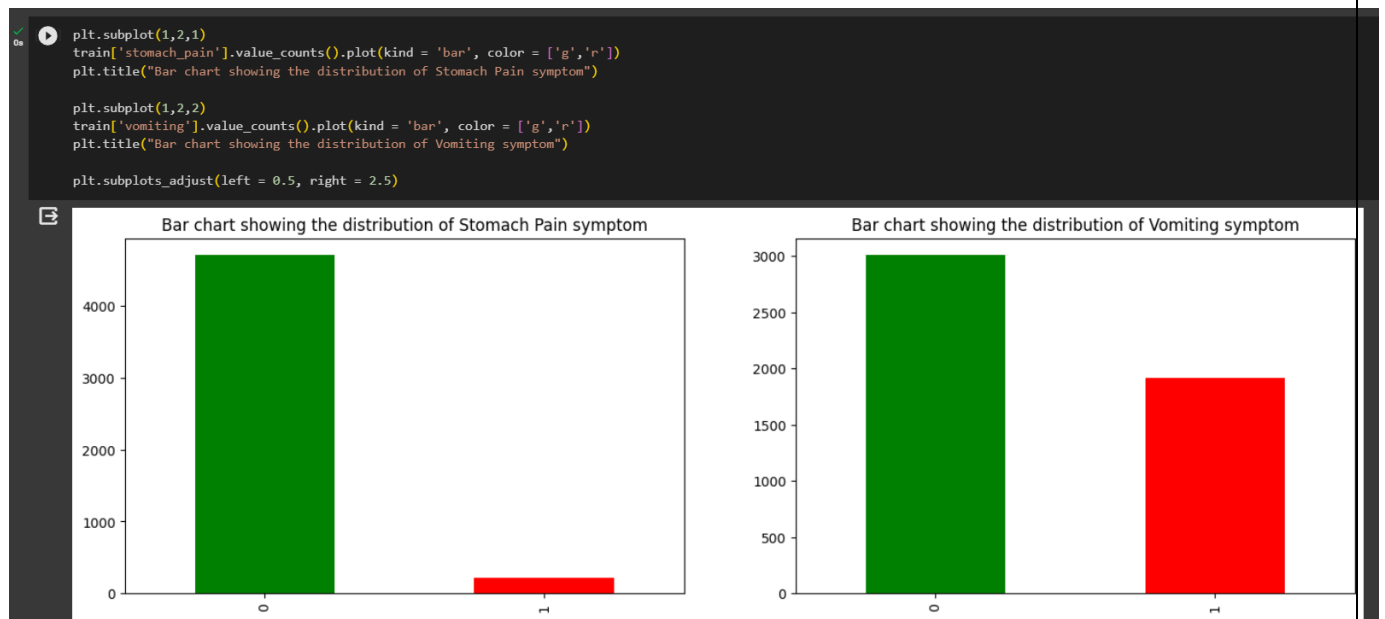 0s
plt.subplot(1,2,1)
train['stomach_pain'].value_counts().plot(kind = 'bar', color = ['g','r'])
plt.title("Bar chart showing the distribution of Stomach Pain symptom")
plt.subplot(1,2,2)
train['vomiting'].value_counts().plot(kind = 'bar', color = ['g','r'])
plt.title("Bar chart showing the distribution of Vomiting symptom")
plt.subplots_adjust(left = 0.5, right = 2.5)
Bar chart showing the distribution of Stomach Pain symptom
4000
3000
2000
1000
0
0
1
Bar chart showing the distribution of Vomiting symptom
3000
2500
2000
1500
1000
500
0
0
1